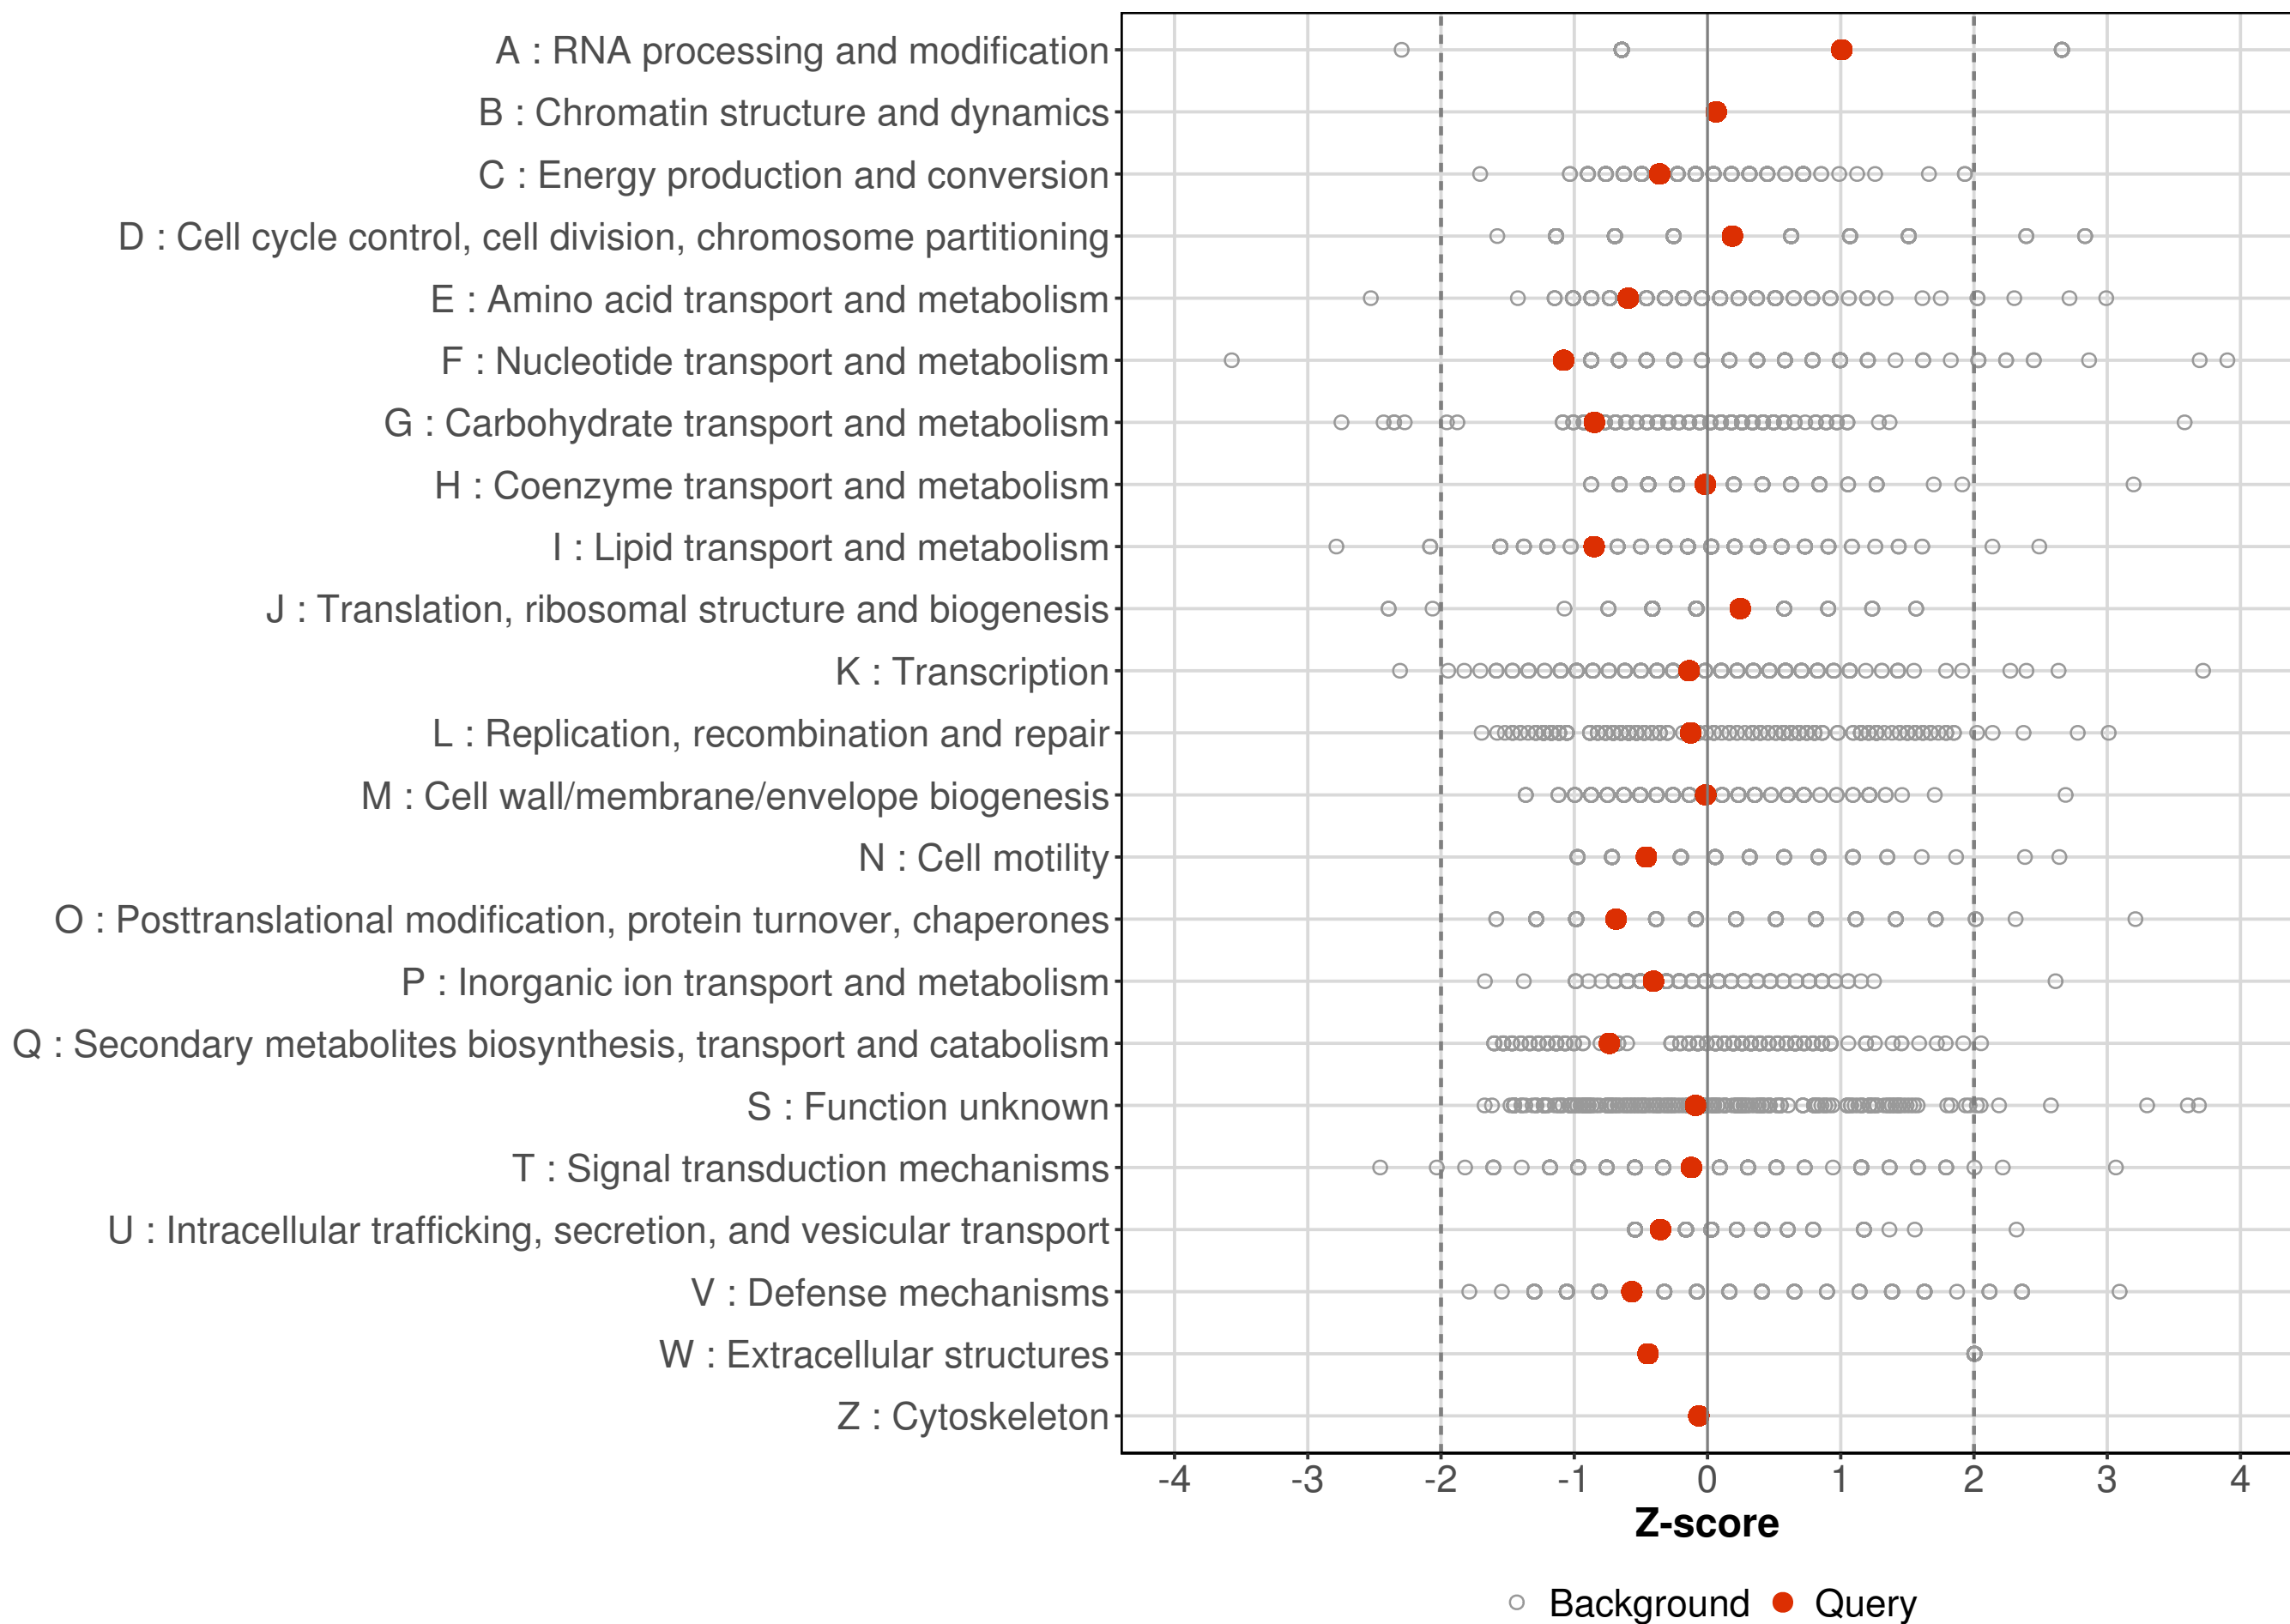 A : RNA processing and modification
B : Chromatin structure and dynamics
C : Energy production and conversion
D : Cell cycle control, cell division, chromosome partitioning
E : Amino acid transport and metabolism
F : Nucleotide transport and metabolism
G : Carbohydrate transport and metabolism
H : Coenzyme transport and metabolism
I : Lipid transport and metabolism
J : Translation, ribosomal structure and biogenesis
K : Transcription
L : Replication, recombination and repair
M : Cell wall/membrane/envelope biogenesis
N : Cell motility
O : Posttranslational modification, protein turnover, chaperones
P : Inorganic ion transport and metabolism
Q : Secondary metabolites biosynthesis, transport and catabolism
S : Function unknown
T : Signal transduction mechanisms
U : Intracellular trafficking, secretion, and vesicular transport
V : Defense mechanisms
W : Extracellular structures
Z : Cytoskeleton
-4 -3 -2 -1 0 1 2 3 4
Z-score
Background Query